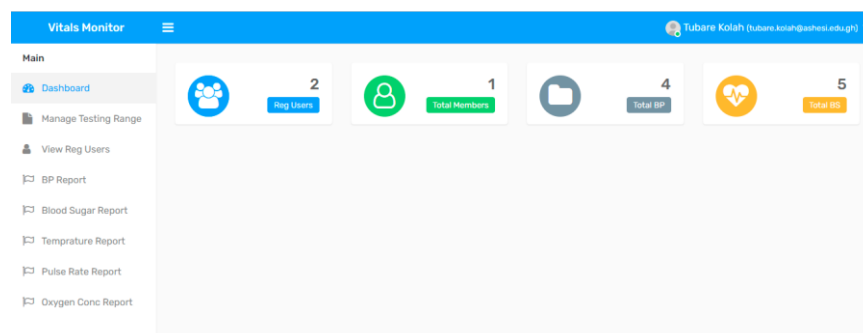 Vitals Monitor
Tubare Kolah (tubare.kolah@ashesi.edu.gh)
Main
Dashboard
Manage Testing Range
View Reg Users
BP Report
Blood Sugar Report
Temprature Report
Pulse Rate Report
Oxygen Conc Report
2
Reg Users
1
Total Members
4
Total BP
5
Total BS